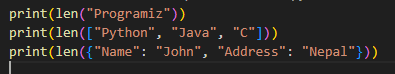 print(len("Programiz"))
print(len(["Python", "Java", "C"]))
print(len({"Name": "John", "Address": "Nepal"}))